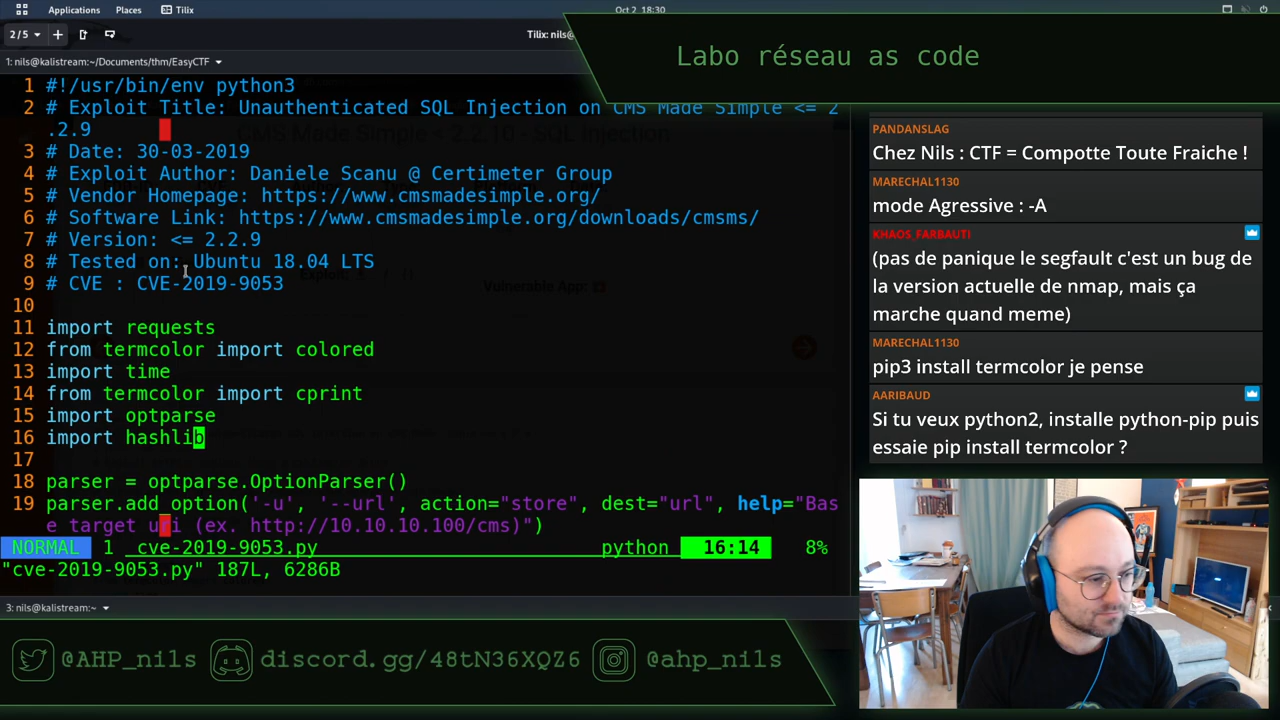 Applications Places Tilix
Oct 2 18:30
2/5
Tilix: nils@
Labo réseau as code
1: nils@kalistream:~/Documents/thm/EasyCTF
1 #!/usr/bin/env python3
2 # Exploit Title: Unauthenticated SQL Injection on CMS Made Simple <= 2
.2.9
3 # Date: 30-03-2019
4 # Exploit Author: Daniele Scanu @ Certimeter Group
5 # Vendor Homepage: https://www.cmsmadesimple.org/
6 # Software Link: https://www.cmsmadesimple.org/downloads/cmsms/
7 # Version: <= 2.2.9
8 # Tested on: Ubuntu 18.04 LTS
9 # CVE : CVE-2019-9053
10
11 import requests
12 from termcolor import colored
13 import time
14 from termcolor import cprint
15 import optparse
16 import hashlib
17
18 parser = optparse.OptionParser()
19 parser.add_option('-u', '--url', action="store", dest="url", help="Bas
e target uri (ex. http://10.10.10.100/cms)")
NORMAL 1 cve-2019-9053.py python 16:14 8%
"cve-2019-9053.py" 187L, 6286B
3: nils@kalistream:~
CMS Made Simple < 2.2.10 - SQL Injection
Vulnerable App:
PANDANSLAG
Chez Nils : CTF = Compotte Toute Fraiche !
MARECHAL1130
mode Agressive : -A
KHAOS_FARBAUTI
(pas de panique le segfault c'est un bug de
la version actuelle de nmap, mais ça
marche quand meme)
MARECHAL1130
pip3 install termcolor je pense
AARIBAUD
Si tu veux python2, installe python-pip puis
essaie pip install termcolor ?
@AHP_nils discord.gg/48tN36XQZ6 @ahp_nils